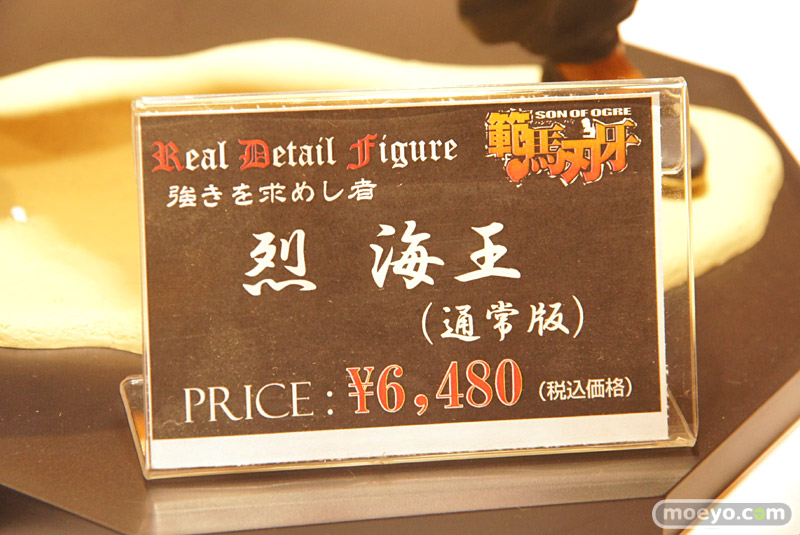 Real Detail Figure
SON OF OGRE
範馬刃牙
強きを求めし者
烈 海王
(通常版)
PRICE : ¥6,480 (税込価格)
moeyo.com